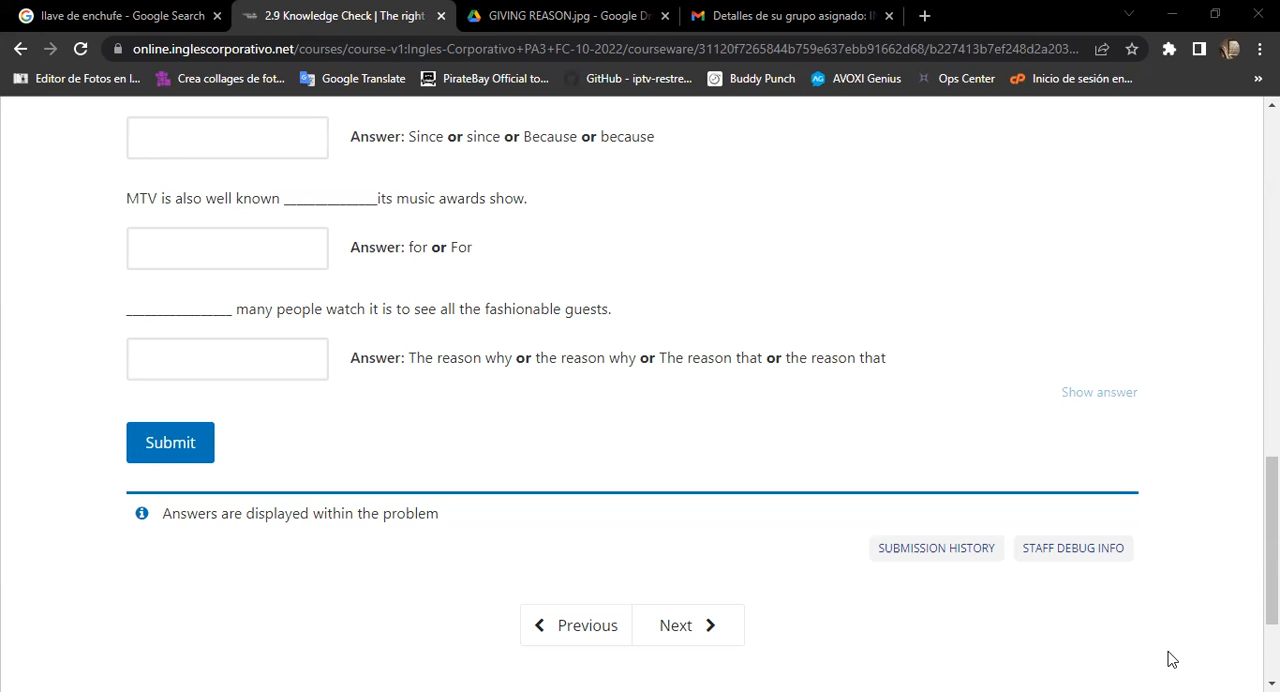 llave de enchufe - Google Search
2.9 Knowledge Check | The right
GIVING REASON.jpg - Google Dr
Detalles de su grupo asignado: I
online.inglescorporativo.net/courses/course-v1:Ingles-Corporativo+PA3+FC-10-2022/courseware/31120f7265844b759e637ebb91662d68/b227413b7ef248d2a203...
Editor de Fotos en l...
Crea collages de fot...
Google Translate
PirateBay Official to...
GitHub - iptv-restre...
Buddy Punch
AVOXI Genius
Ops Center
Inicio de sesión en...
Answer: Since or since or Because or because
MTV is also well known _______________its music awards show.
Answer: for or For
_________________ many people watch it is to see all the fashionable guests.
Answer: The reason why or the reason why or The reason that or the reason that
Show answer
Submit
Answers are displayed within the problem
SUBMISSION HISTORY
STAFF DEBUG INFO
Previous
Next